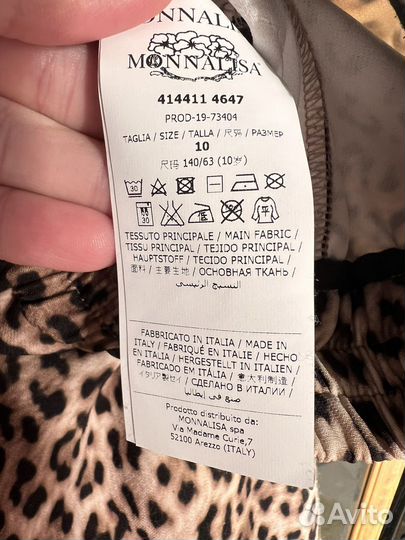 MONNALISA
MONNALISA
414411 4647
PROD-19-73404
TAGLIA / SIZE / TALLA / 尺码 / РАЗМЕР
10
尺码 140/63 (10岁)
30
30
TESSUTO PRINCIPALE / MAIN FABRIC /
TISSU PRINCIPAL / TEJIDO PRINCIPAL /
HAUPTSTOFF / TECIDO PRINCIPAL /
面料 / 主要生地 / ОСНОВНАЯ ТКАНЬ /
النسيج الرئيسي
FABBRICATO IN ITALIA / MADE IN
ITALY / FABRIQUÉ EN ITALIE / HECHO
EN ITALIA / HERGESTELLT IN ITALIEN /
FABRICADO EM ITÁLIA / 意大利制造 /
イタリア製 / СДЕЛАНО В ИТАЛИИ /
صنع في إيطاليا
Prodotto distribuito da:
MONNALISA spa
Via Madame Curie,7
52100 Arezzo (ITALY)
Avito